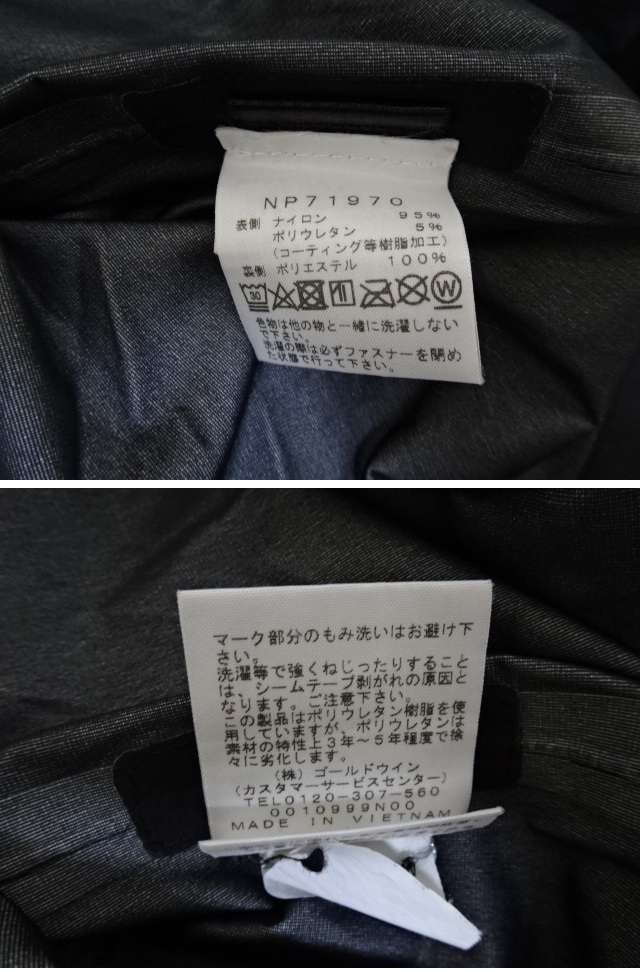 NP71970
表側 ナイロン 95%
ポリウレタン 5%
(コーティング等樹脂加工)
裏側 ポリエステル 100%
30
W
色物は他の物と一緒に洗濯しない
で下さい。
洗濯の際は必ずファスナーを閉め
た状態で行って下さい。
マーク部分のもみ洗いはお避け下
さい。
洗濯等で強くねじったりすること
は、シームテープ剥がれの原因と
なります。ご注意下さい。
この製品はポリウレタン樹脂を使
用していますが、ポリウレタンは
素材の特性上3年~5年程度で徐
々に劣化します。
(株)ゴールドウイン
(カスタマーサービスセンター)
TEL0120-307-560
0010999N00
MADE IN VIETNAM